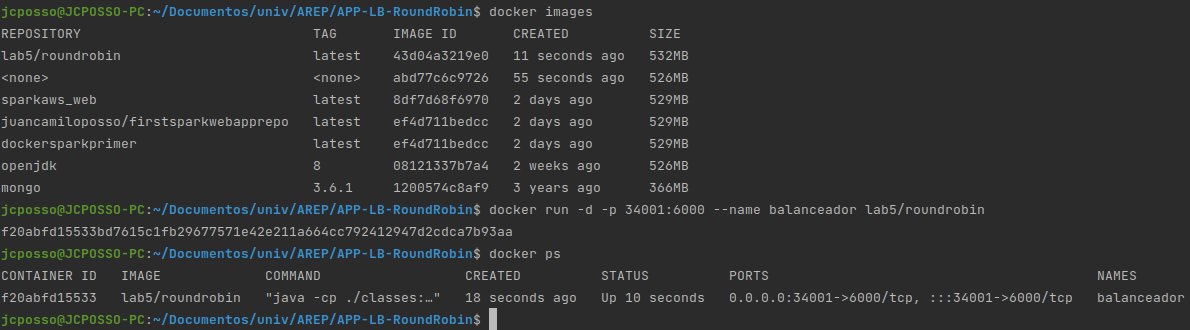 jcposso@JCPOSSO-PC:~/Documentos/univ/AREP/APP-LB-RoundRobin$ docker images
REPOSITORY TAG IMAGE ID CREATED SIZE
lab5/roundrobin latest 43d04a3219e0 11 seconds ago 532MB
<none> <none> abd77c6c9726 55 seconds ago 526MB
sparkaws_web latest 8df7d68f6970 2 days ago 529MB
juancamiloposso/firstsparkwebapprepo latest ef4d711bedcc 2 days ago 529MB
dockersparkprimer latest ef4d711bedcc 2 days ago 529MB
openjdk 8 08121337b7a4 2 weeks ago 526MB
mongo 3.6.1 1200574c8af9 3 years ago 366MB
jcposso@JCPOSSO-PC:~/Documentos/univ/AREP/APP-LB-RoundRobin$ docker run -d -p 34001:6000 --name balanceador lab5/roundrobin
f20abfd15533bd7615c1fb29677571e42e211a664cc792412947d2cdca7b93aa
jcposso@JCPOSSO-PC:~/Documentos/univ/AREP/APP-LB-RoundRobin$ docker ps
CONTAINER ID IMAGE COMMAND CREATED STATUS PORTS NAMES
f20abfd15533 lab5/roundrobin "java -cp ./classes:…" 18 seconds ago Up 10 seconds 0.0.0.0:34001->6000/tcp, :::34001->6000/tcp balanceador
jcposso@JCPOSSO-PC:~/Documentos/univ/AREP/APP-LB-RoundRobin$